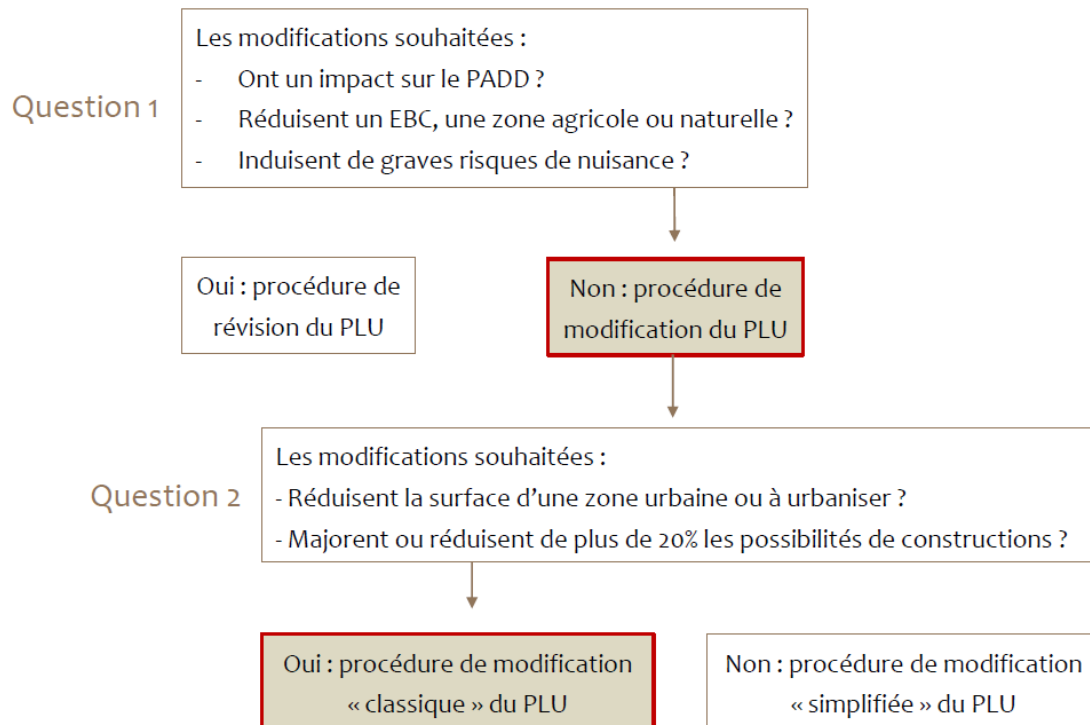 Les modifications souhaitées :
- Ont un impact sur le PADD ?
Question 1
- Réduisent un EBC, une zone agricole ou naturelle ?
- Induisent de graves risques de nuisance ?
Oui : procédure de
révision du PLU
Non : procédure de
modification du PLU
Les modifications souhaitées :
Question 2
- Réduisent la surface d’une zone urbaine ou à urbaniser ?
- Majorent ou réduisent de plus de 20% les possibilités de constructions ?
Oui : procédure de modification
« classique » du PLU
Non : procédure de modification
« simplifiée » du PLU